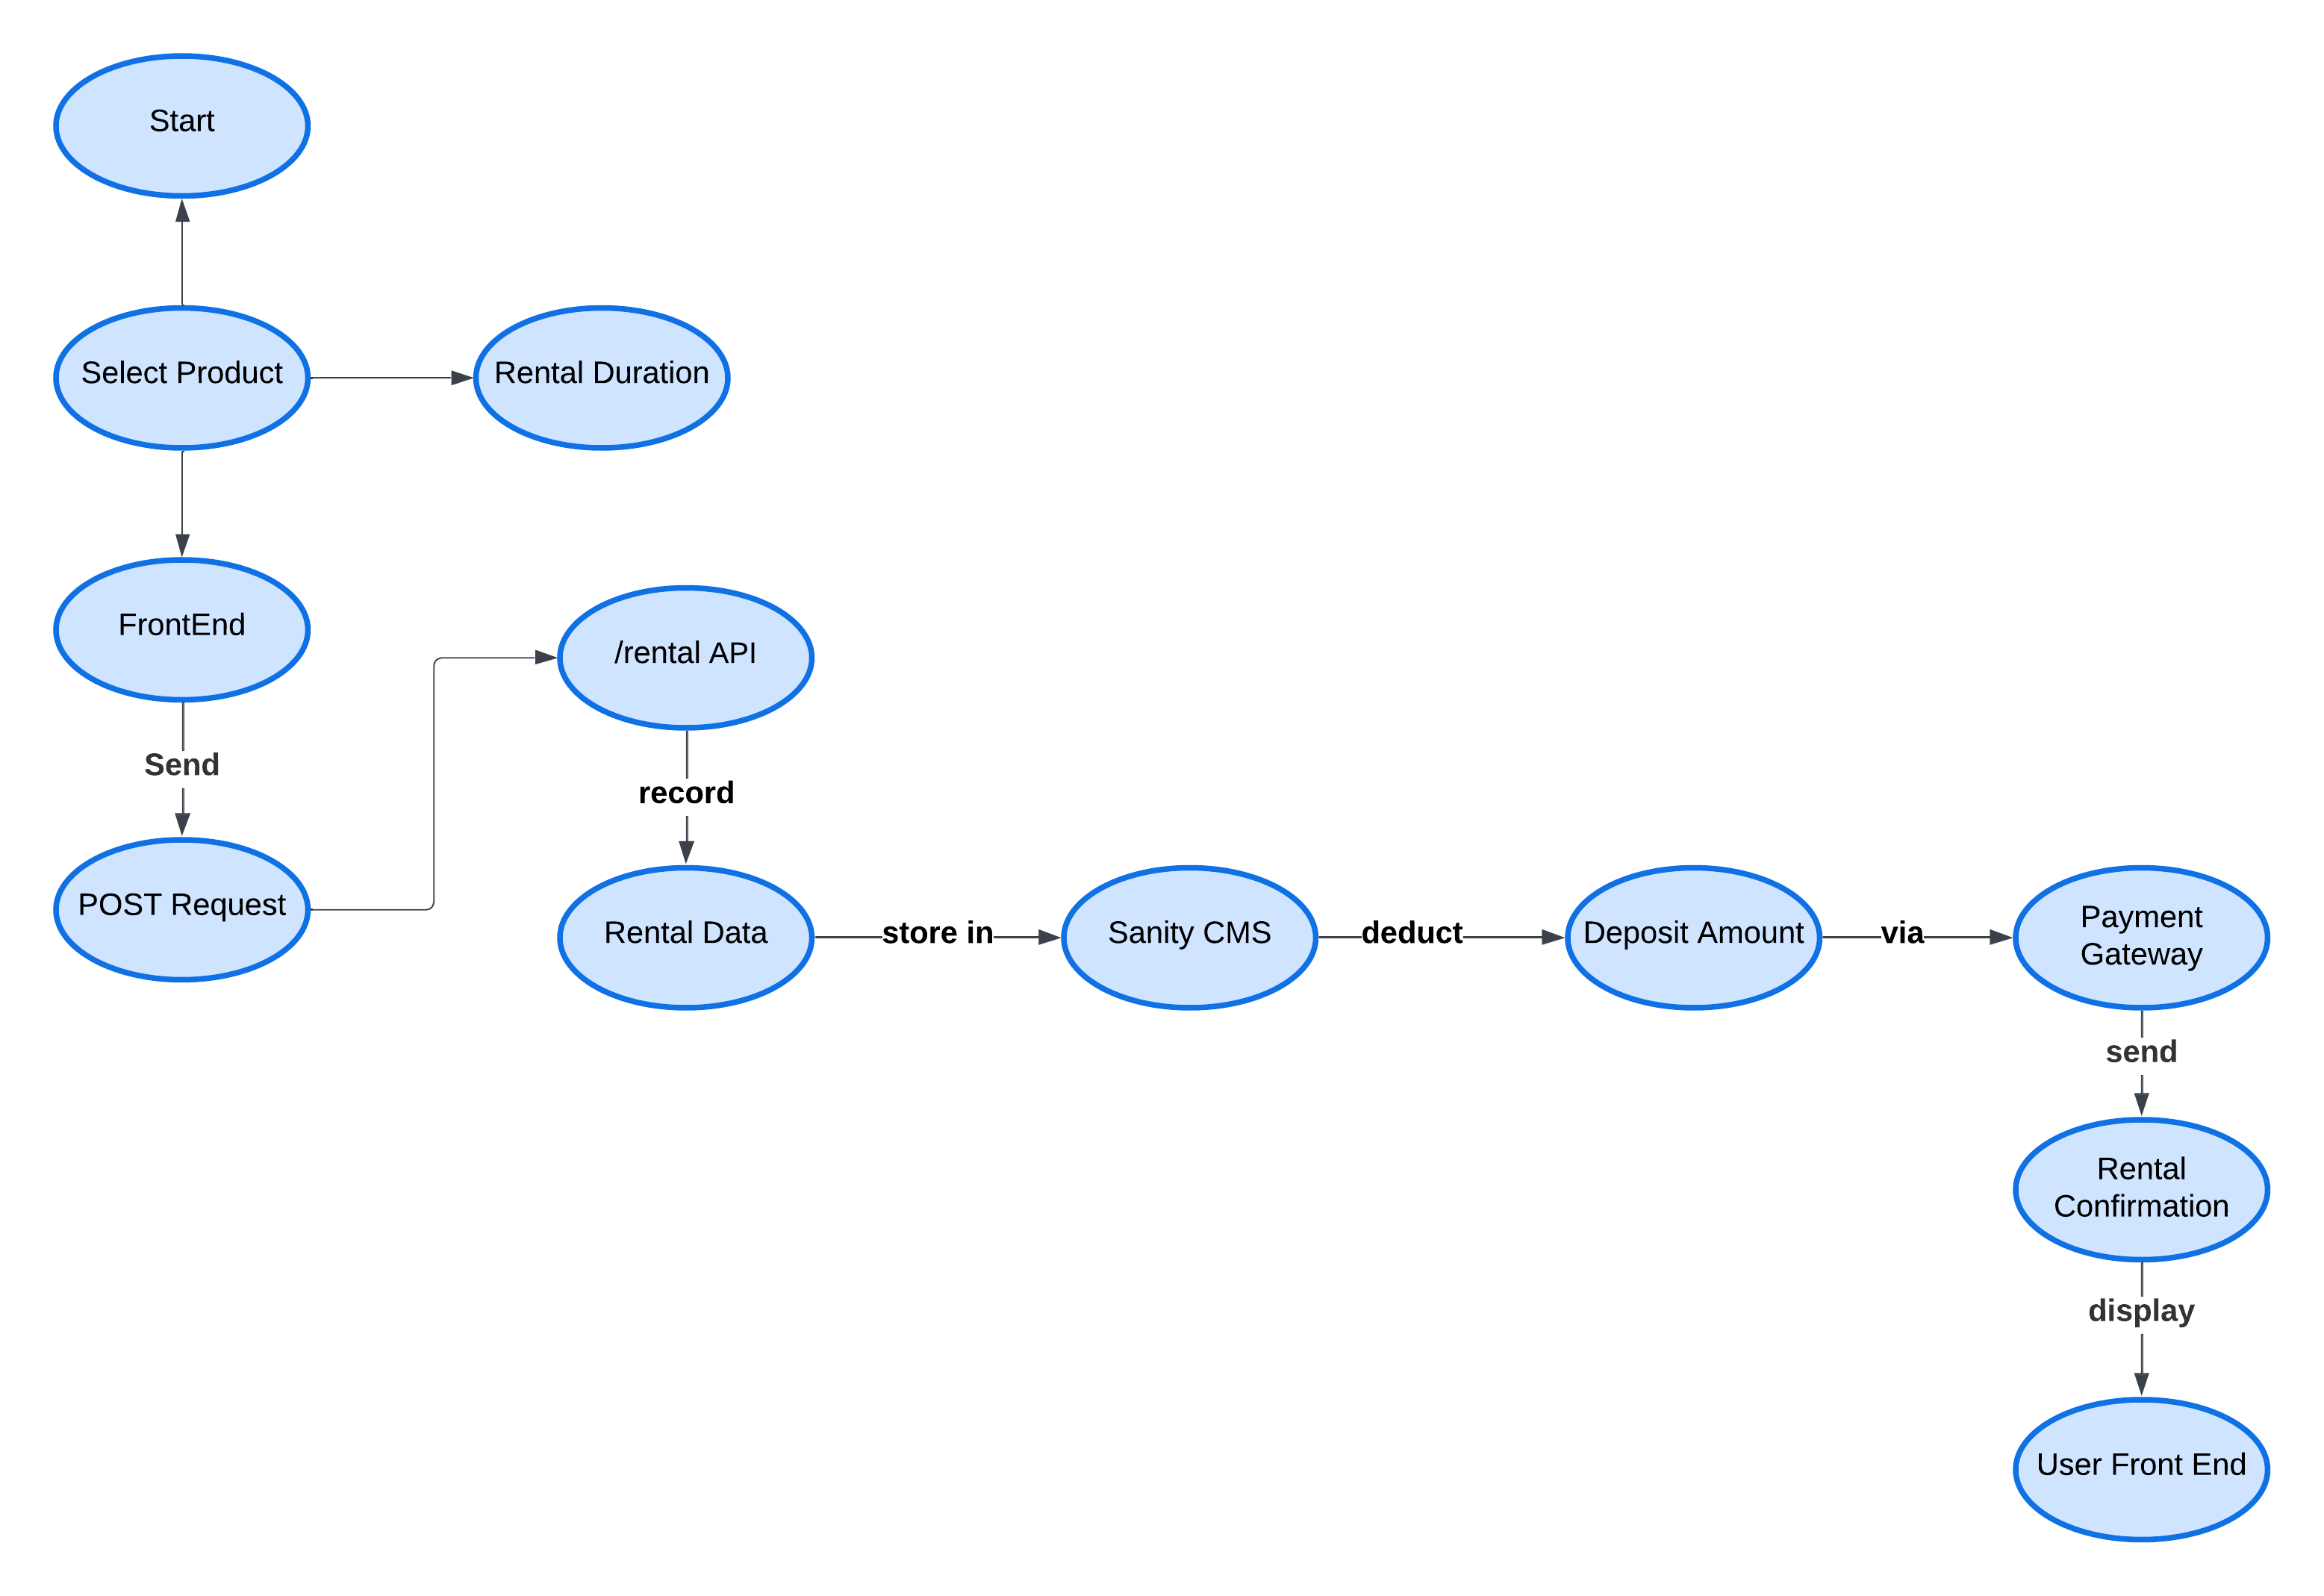 Start
Select Product
Rental Duration
FrontEnd
/rental API
Send
record
POST Request
Rental Data
store in
Sanity CMS
deduct
Deposit Amount
via
Payment
Gateway
send
Rental
Confirmation
display
User Front End